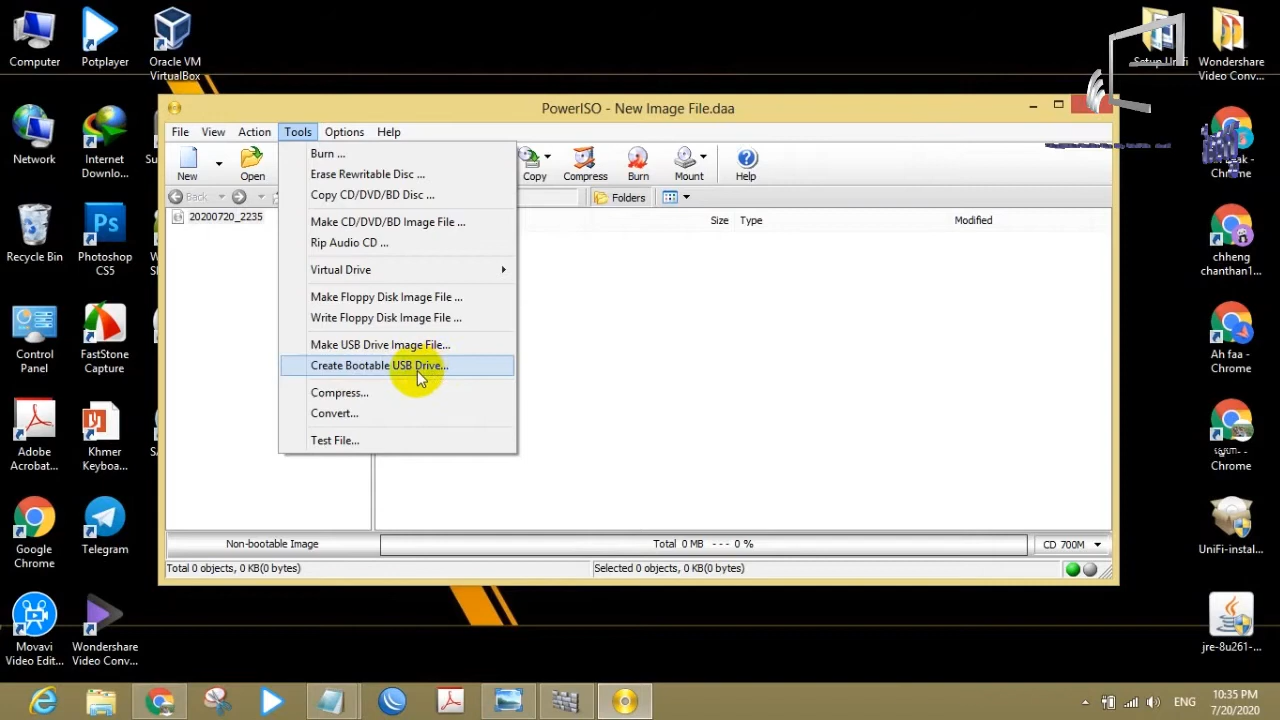 Computer
Potplayer
Oracle VM
VirtualBox
Wondershare
Video Conv...
PowerISO - New Image File.daa
File View Action Tools Options Help
New
Open
Copy
Compress
Burn
Mount
Help
Back
Folders
20200720_2235
Size
Type
Modified
Burn ...
Erase Rewritable Disc ...
Copy CD/DVD/BD Disc ...
Make CD/DVD/BD Image File ...
Rip Audio CD ...
Virtual Drive
Make Floppy Disk Image File ...
Write Floppy Disk Image File ...
Make USB Drive Image File...
Create Bootable USB Drive...
Compress...
Convert...
Test File...
Non-bootable Image
Total 0 MB --- 0 %
CD 700M
Total 0 objects, 0 KB(0 bytes)
Selected 0 objects, 0 KB(0 bytes)
Network
Internet
Downlo...
Recycle Bin
Photoshop
CS5
Control
Panel
FastStone
Capture
Adobe
Acrobat...
Khmer
Keyboa...
Google
Chrome
Telegram
Movavi
Video Edit...
Wondershare
Video Conv...
Chrome
chheng
chanthan1...
Ah faa -
Chrome
Chrome
UniFi-instal...
jre-8u261-...
ENG
10:35 PM
7/20/2020